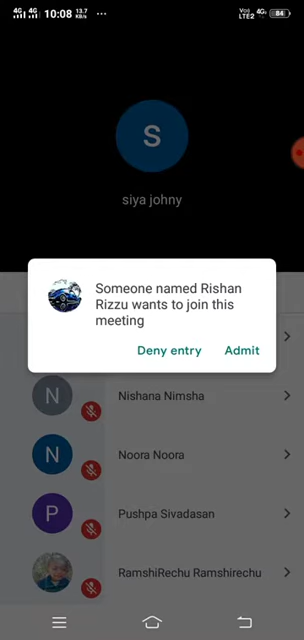 4G 4G 10:08 13.7 KB/s ...
Vo) LTE2 4G 84
S
siya johny
Someone named Rishan
Rizzu wants to join this
meeting
Deny entry Admit
N Nishana Nimsha
N Noora Noora
P Pushpa Sivadasan
RamshiRechu Ramshirechu